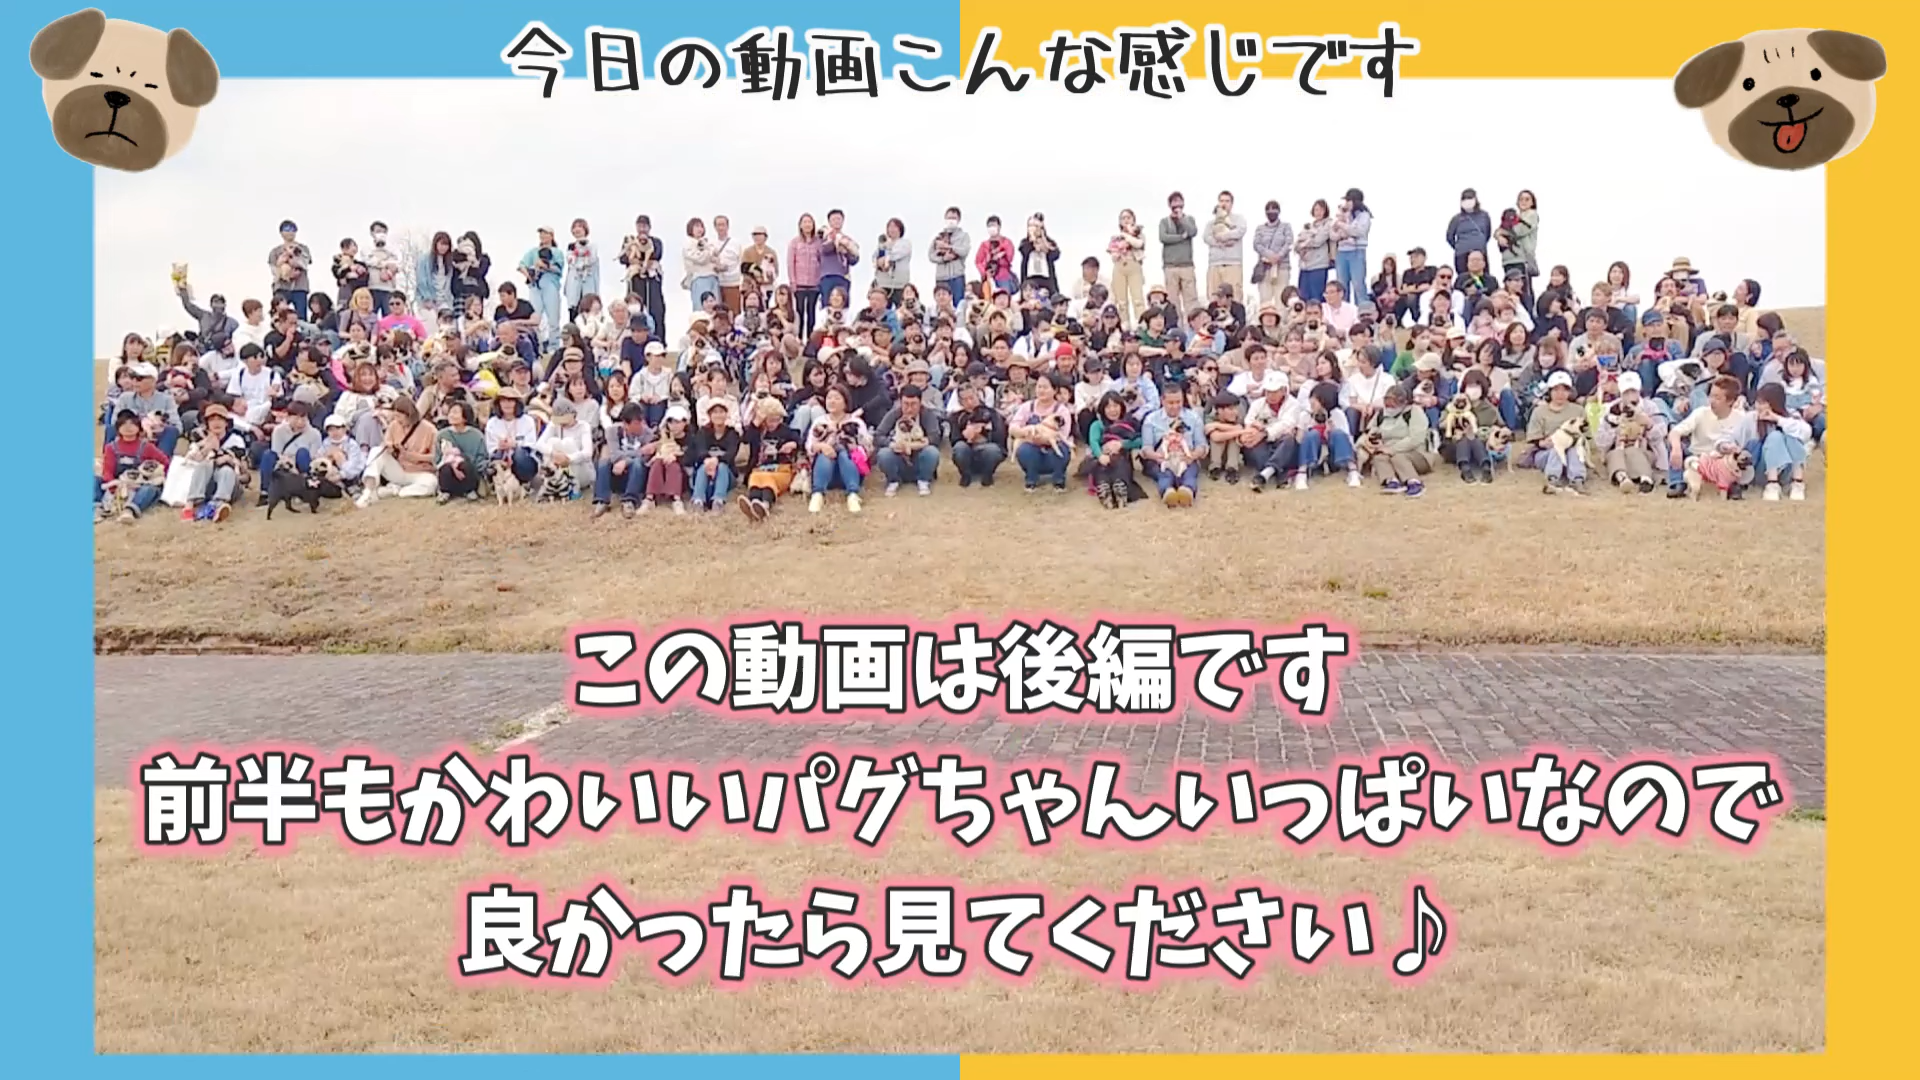 今日の動画こんな感じです
この動画は後編です
前半もかわいいパグちゃんいっぱいなので
良かったら見てください♪